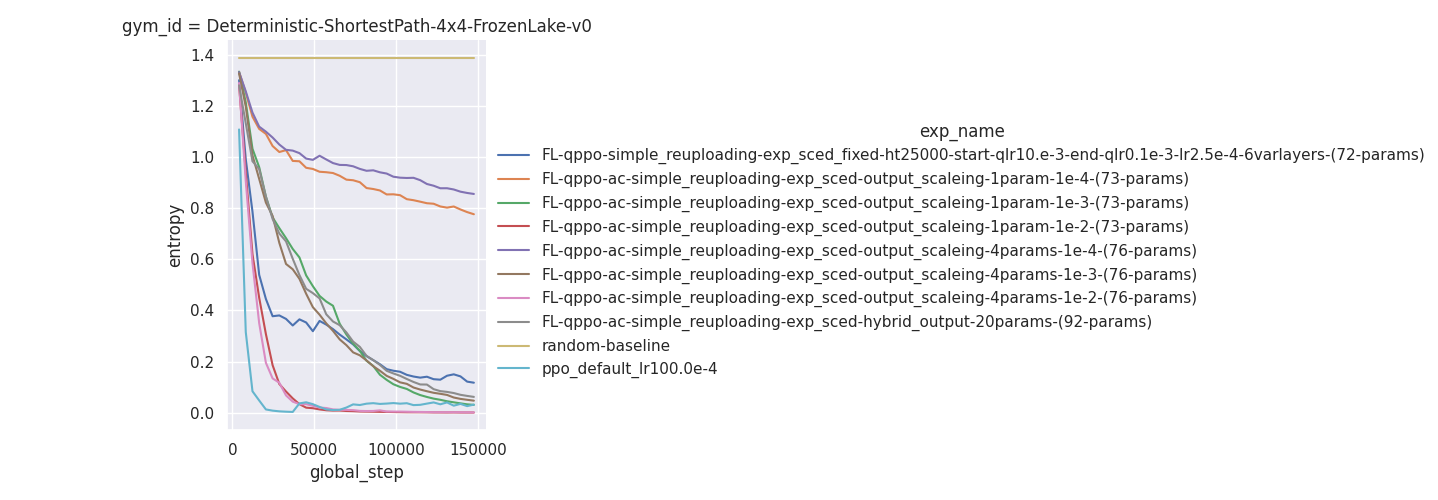 gym_id = Deterministic-ShortestPath-4x4-FrozenLake-v0
1.4
1.2
1.0
0.8
0.6
0.4
0.2
0.0
entropy
0 50000 100000 150000
global_step
exp_name
FL-qppo-simple_reuploading-exp_sced_fixed-ht25000-start-qlr10.e-3-end-qlr0.1e-3-lr2.5e-4-6varlayers-(72-params)
FL-qppo-ac-simple_reuploading-exp_sced-output_scaleing-1param-1e-4-(73-params)
FL-qppo-ac-simple_reuploading-exp_sced-output_scaleing-1param-1e-3-(73-params)
FL-qppo-ac-simple_reuploading-exp_sced-output_scaleing-1param-1e-2-(73-params)
FL-qppo-ac-simple_reuploading-exp_sced-output_scaleing-4params-1e-4-(76-params)
FL-qppo-ac-simple_reuploading-exp_sced-output_scaleing-4params-1e-3-(76-params)
FL-qppo-ac-simple_reuploading-exp_sced-output_scaleing-4params-1e-2-(76-params)
FL-qppo-ac-simple_reuploading-exp_sced-hybrid_output-20params-(92-params)
random-baseline
ppo_default_lr100.0e-4